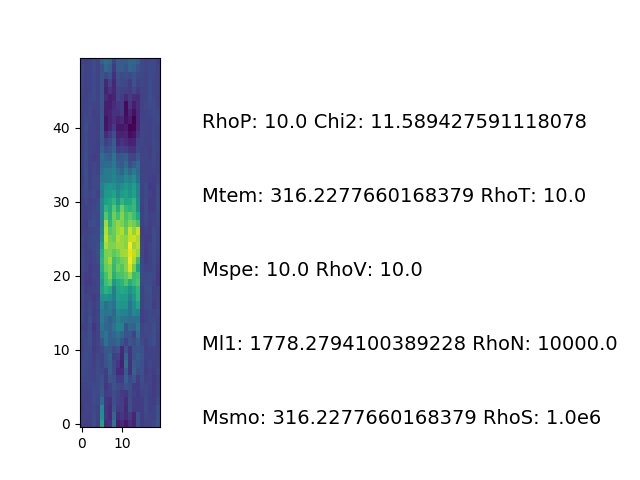 40
RhoP: 10.0 Chi2: 11.589427591118078
30
Mtem: 316.2277660168379 RhoT: 10.0
20
Mspe: 10.0 RhoV: 10.0
10
Ml1: 1778.2794100389228 RhoN: 10000.0
0
Msmo: 316.2277660168379 RhoS: 1.0e6
0 10